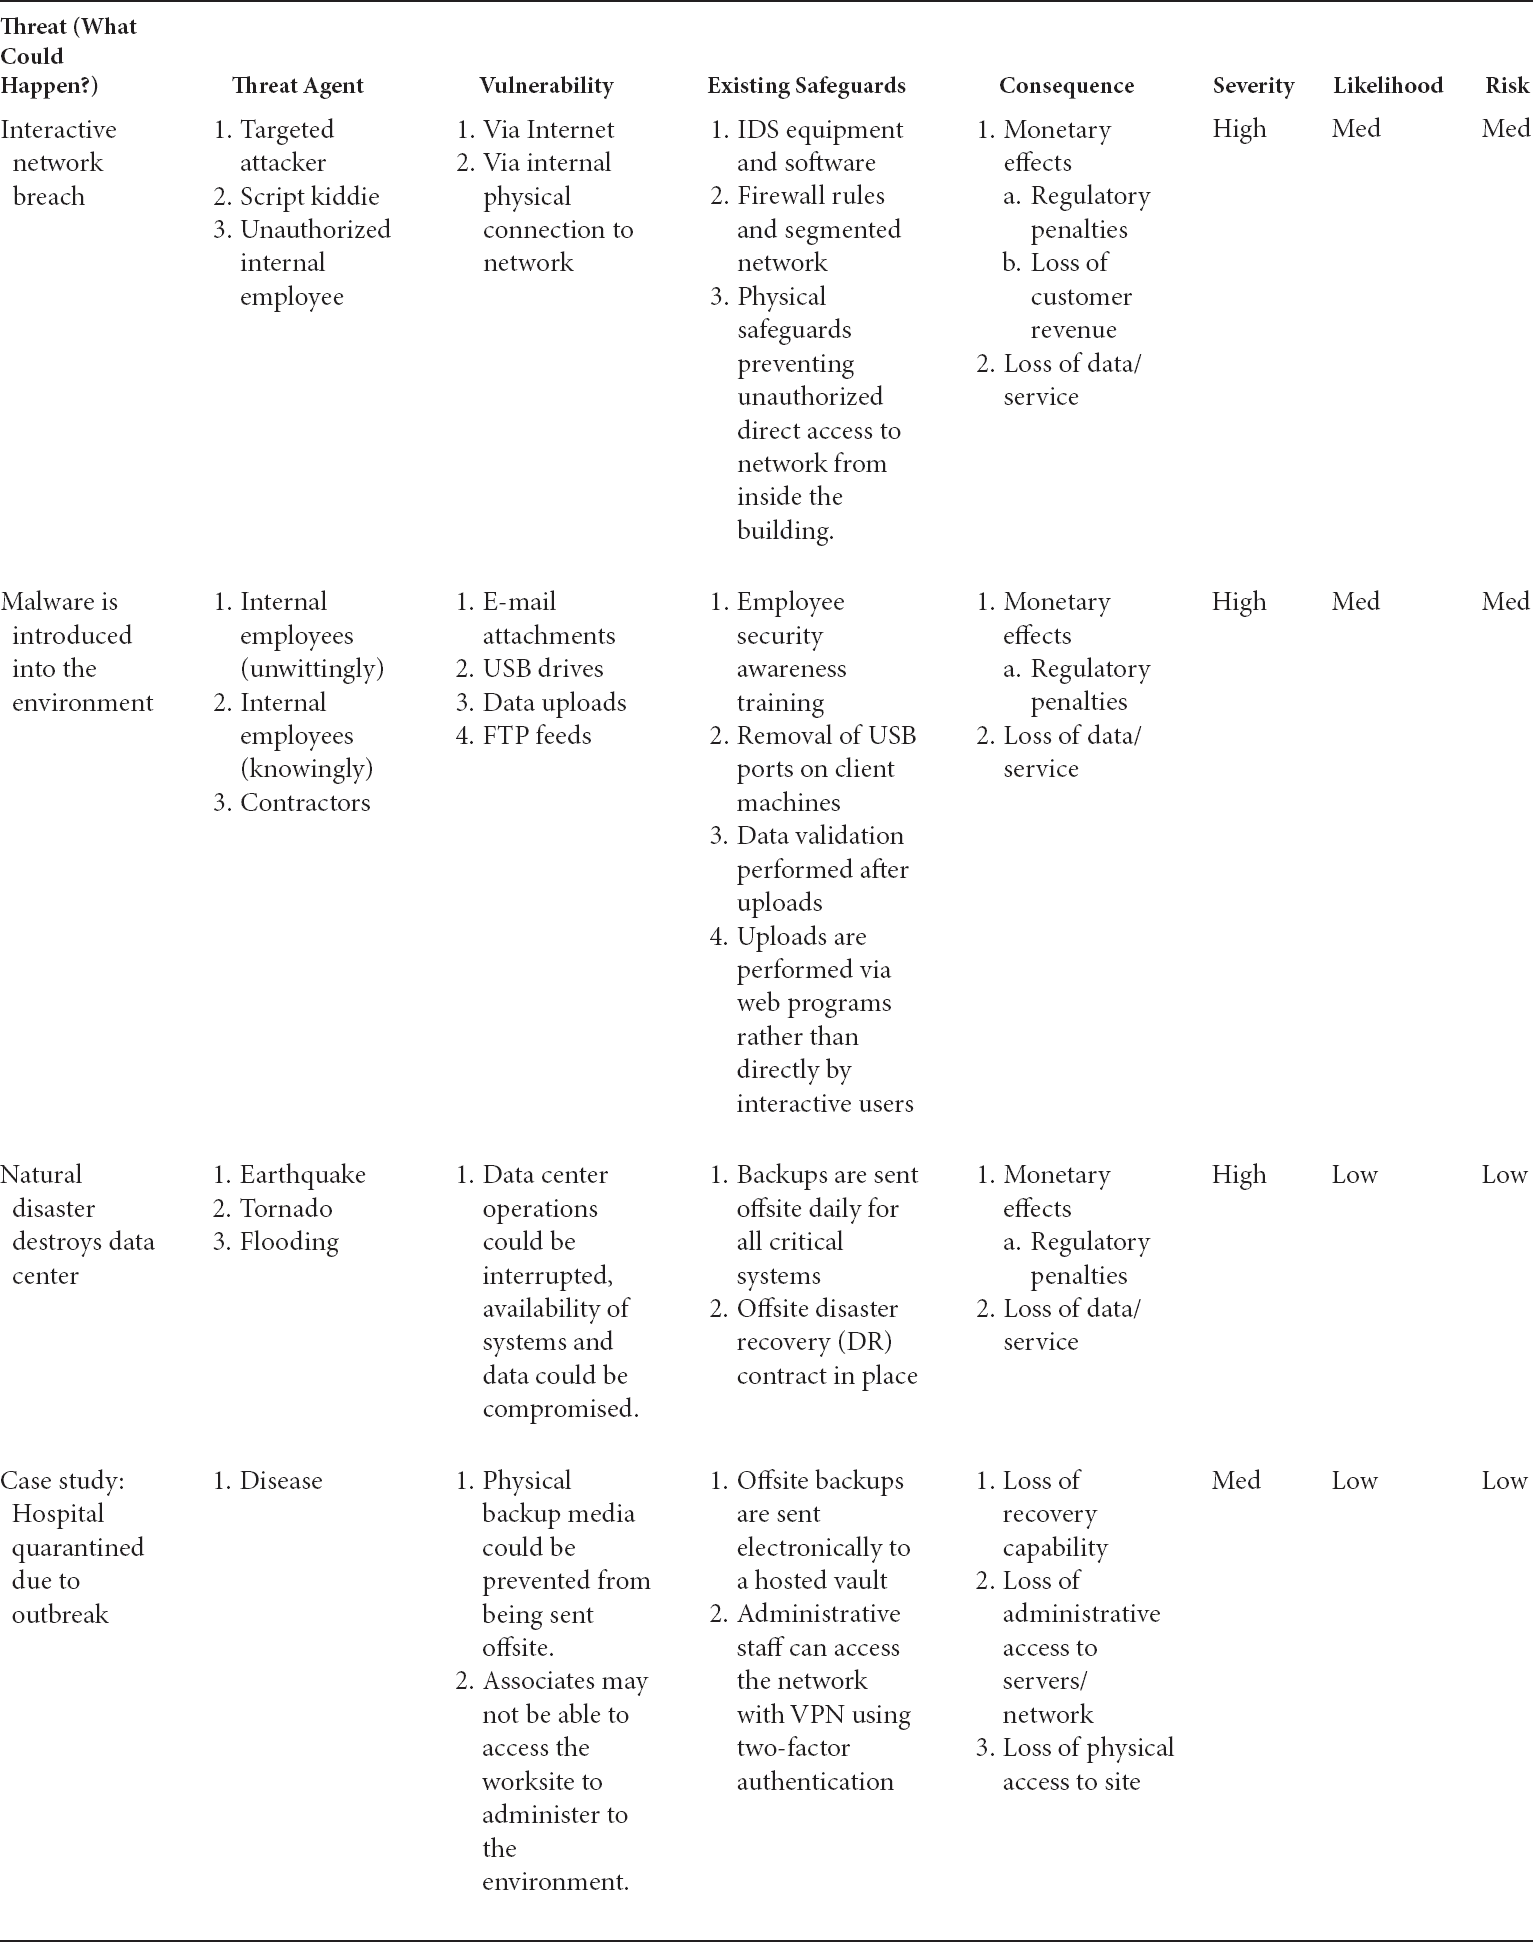 Threat (What
Could
Happen?)
Threat Agent
Vulnerability
Existing Safeguards
Consequence
Severity
Likelihood
Risk
Interactive
network
breach
1. Targeted
attacker
2. Script kiddie
3. Unauthorized
internal
employee
1. Via Internet
2. Via internal
physical
connection to
network
1. IDS equipment
and software
2. Firewall rules
and segmented
network
3. Physical
safeguards
preventing
unauthorized
direct access to
network from
inside the
building.
1. Monetary
effects
a. Regulatory
penalties
b. Loss of
customer
revenue
2. Loss of data/
service
High
Med
Med
Malware is
introduced
into the
environment
1. Internal
employees
(unwittingly)
2. Internal
employees
(knowingly)
3. Contractors
1. E-mail
attachments
2. USB drives
3. Data uploads
4. FTP feeds
1. Employee
security
awareness
training
2. Removal of USB
ports on client
machines
3. Data validation
performed after
uploads
4. Uploads are
performed via
web programs
rather than
directly by
interactive users
1. Monetary
effects
a. Regulatory
penalties
2. Loss of data/
service
High
Med
Med
Natural
disaster
destroys data
center
1. Earthquake
2. Tornado
3. Flooding
1. Data center
operations
could be
interrupted,
availability of
systems and
data could be
compromised.
1. Backups are sent
offsite daily for
all critical
systems
2. Offsite disaster
recovery (DR)
contract in place
1. Monetary
effects
a. Regulatory
penalties
2. Loss of data/
service
High
Low
Low
Case study:
Hospital
quarantined
due to
outbreak
1. Disease
1. Physical
backup media
could be
prevented from
being sent
offsite.
2. Associates may
not be able to
access the
worksite to
administer to
the
environment.
1. Offsite backups
are sent
electronically to
a hosted vault
2. Administrative
staff can access
the network
with VPN using
two-factor
authentication
1. Loss of
recovery
capability
2. Loss of
administrative
access to
servers/
network
3. Loss of physical
access to site
Med
Low
Low